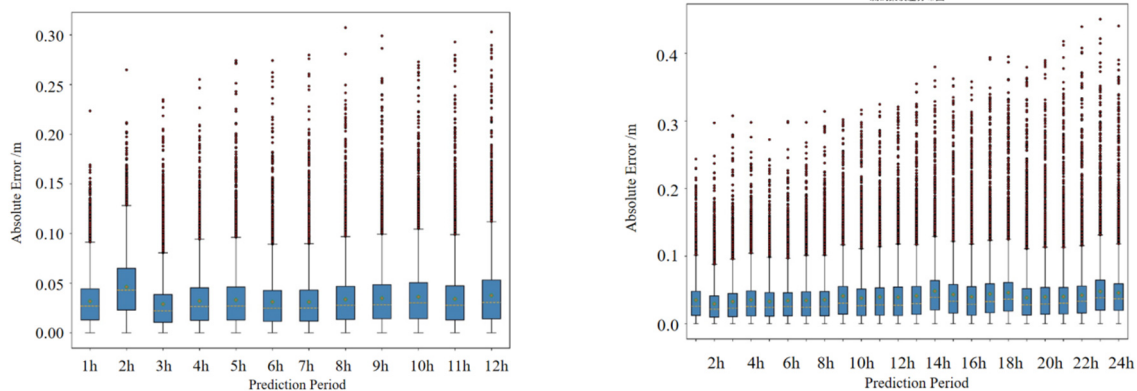 0.30
0.25
0.20
0.15
0.10
0.05
0.00
Absolute Error /m
1h 2h 3h 4h 5h 6h 7h 8h 9h 10h 11h 12h
Prediction Period
0.4
0.3
0.2
0.1
0.0
Absolute Error /m
2h 4h 6h 8h 10h 12h 14h 16h 18h 20h 22h 24h
Prediction Period